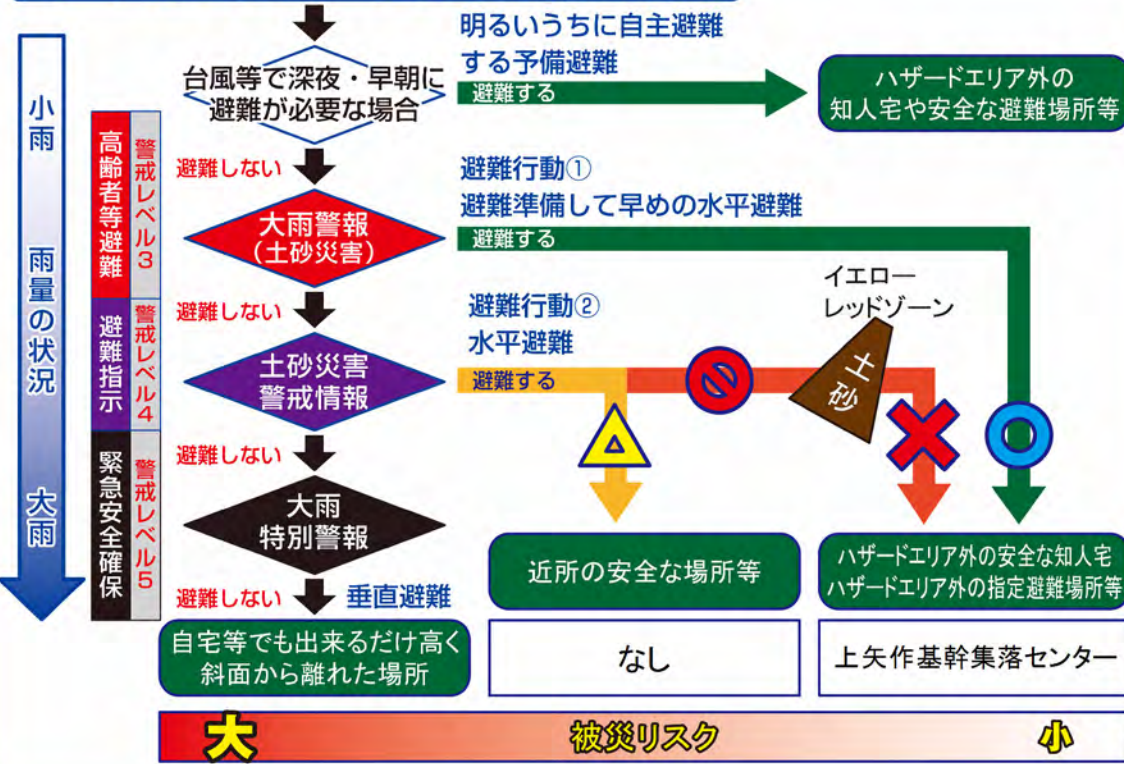 明るいうちに自主避難
する予備避難
台風等で深夜・早朝に
避難が必要な場合
避難する
ハザードエリア外の
知人宅や安全な避難場所等
小雨 雨量の状況 大雨
高齢者等避難
警戒レベル3
避難しない
避難行動①
避難準備して早めの水平避難
大雨警報
(土砂災害)
避難する
イエロー
レッドゾーン
避難指示
警戒レベル4
避難しない
避難行動②
水平避難
土砂災害
警戒情報
避難する
土砂
緊急安全確保
警戒レベル5
避難しない
大雨
特別警報
近所の安全な場所等
ハザードエリア外の安全な知人宅
ハザードエリア外の指定避難場所等
避難しない
垂直避難
自宅等でも出来るだけ高く
斜面から離れた場所
なし
上矢作基幹集落センター
大 被災リスク 小